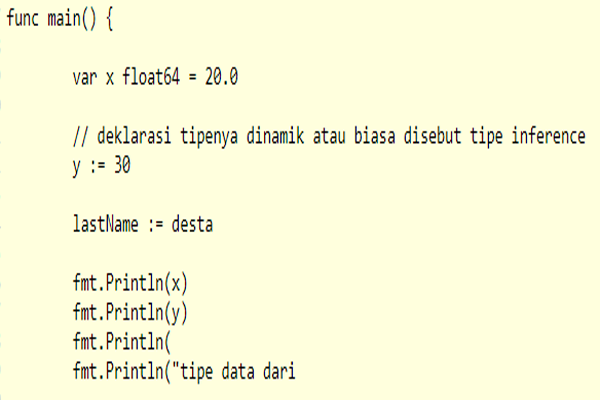 func main() {
var x float64 = 20.0
// deklarasi tipenya dinamik atau biasa disebut tipe inference
y := 30
lastName := desta
fmt.Println(x)
fmt.Println(y)
fmt.Println(
fmt.Println("tipe data dari